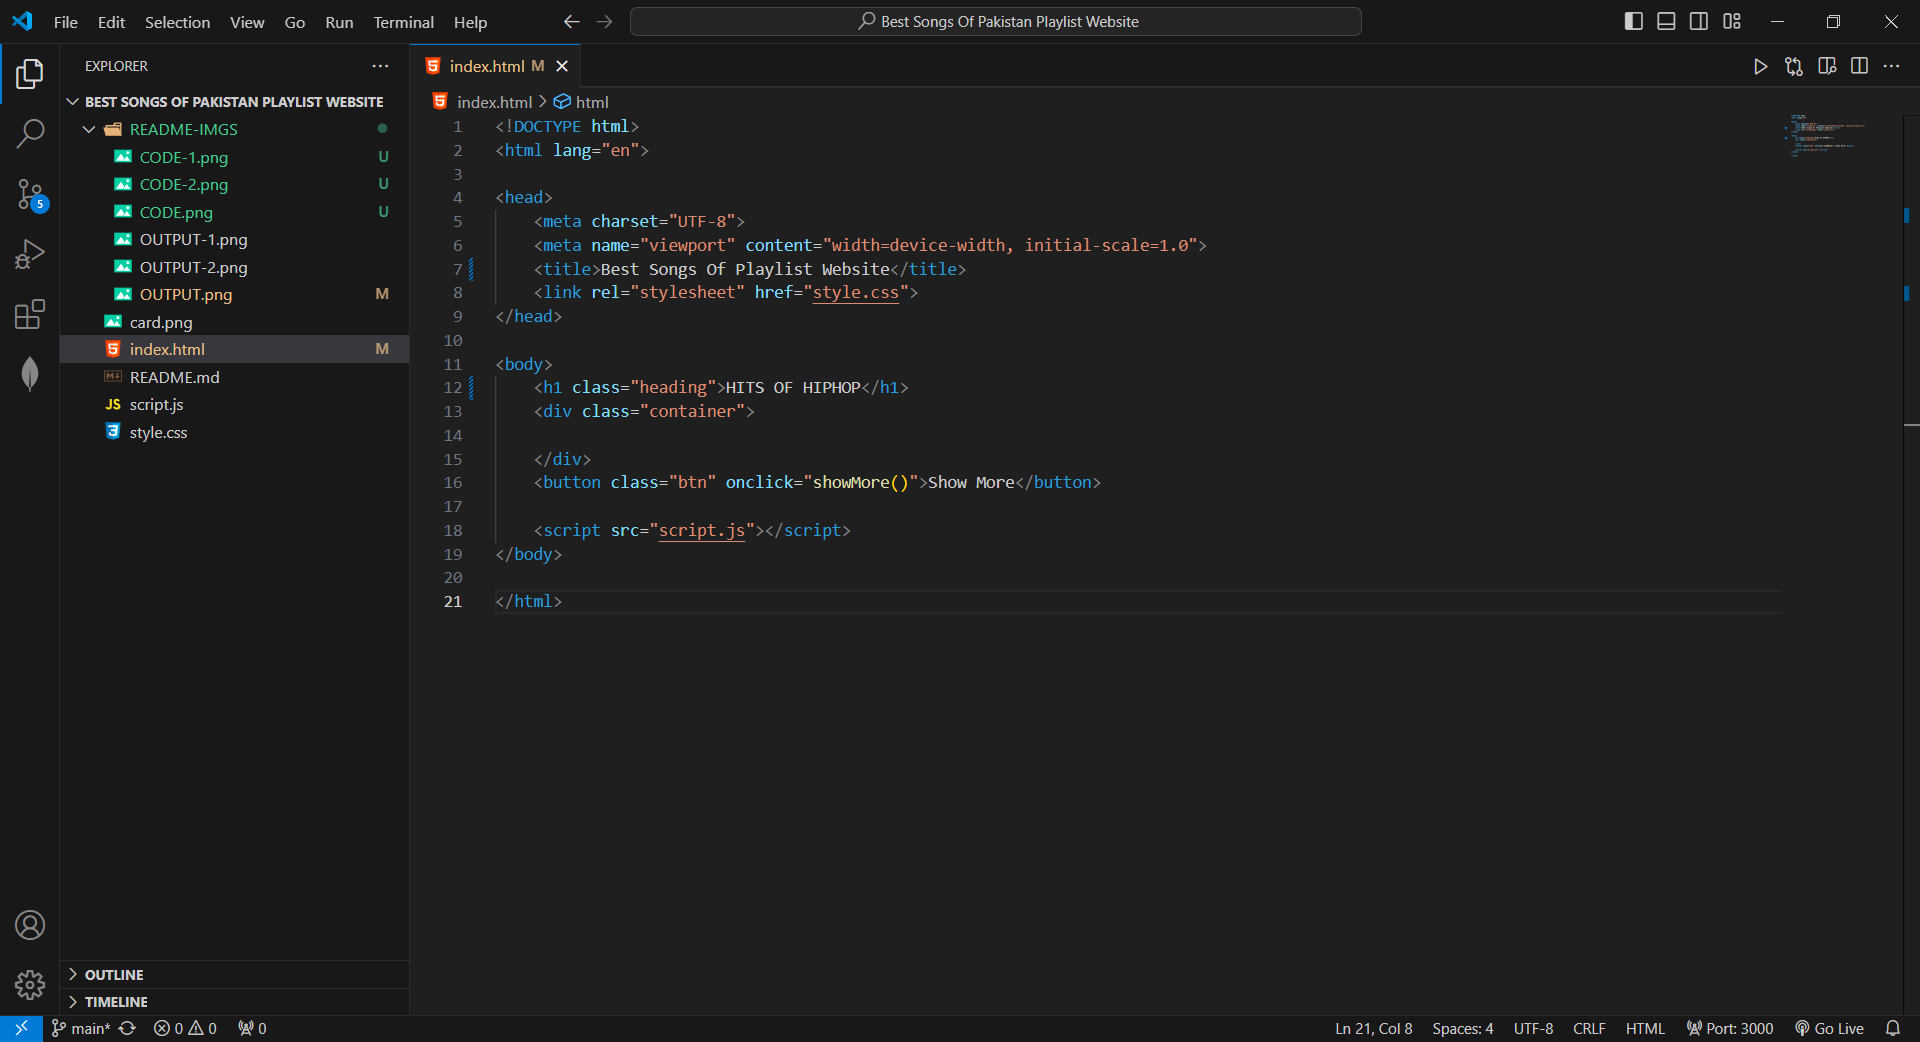 File Edit Selection View Go Run Terminal Help
Best Songs Of Pakistan Playlist Website
EXPLORER
BEST SONGS OF PAKISTAN PLAYLIST WEBSITE
README-IMGS
CODE-1.png U
CODE-2.png U
CODE.png U
OUTPUT-1.png
OUTPUT-2.png
OUTPUT.png M
card.png
index.html M
README.md
JS script.js
style.css
OUTLINE
TIMELINE
5
index.html M
index.html > html
1 <!DOCTYPE html>
2 <html lang="en">
3
4 <head>
5 <meta charset="UTF-8">
6 <meta name="viewport" content="width=device-width, initial-scale=1.0">
7 <title>Best Songs Of Playlist Website</title>
8 <link rel="stylesheet" href="style.css">
9 </head>
10
11 <body>
12 <h1 class="heading">HITS OF HIPHOP</h1>
13 <div class="container">
14
15 </div>
16 <button class="btn" onclick="showMore()">Show More</button>
17
18 <script src="script.js"></script>
19 </body>
20
21 </html>
main* 0 0 0 Ln 21, Col 8 Spaces: 4 UTF-8 CRLF HTML Port: 3000 Go Live